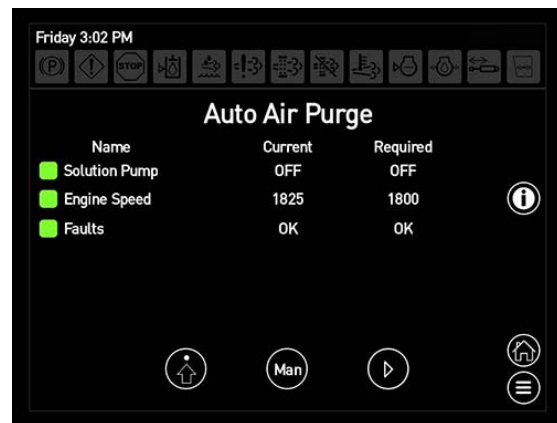 Friday 3:02 PM
(P) STOP
Auto Air Purge
Name Current Required
Solution Pump OFF OFF
Engine Speed 1825 1800
Faults OK OK
i
Man